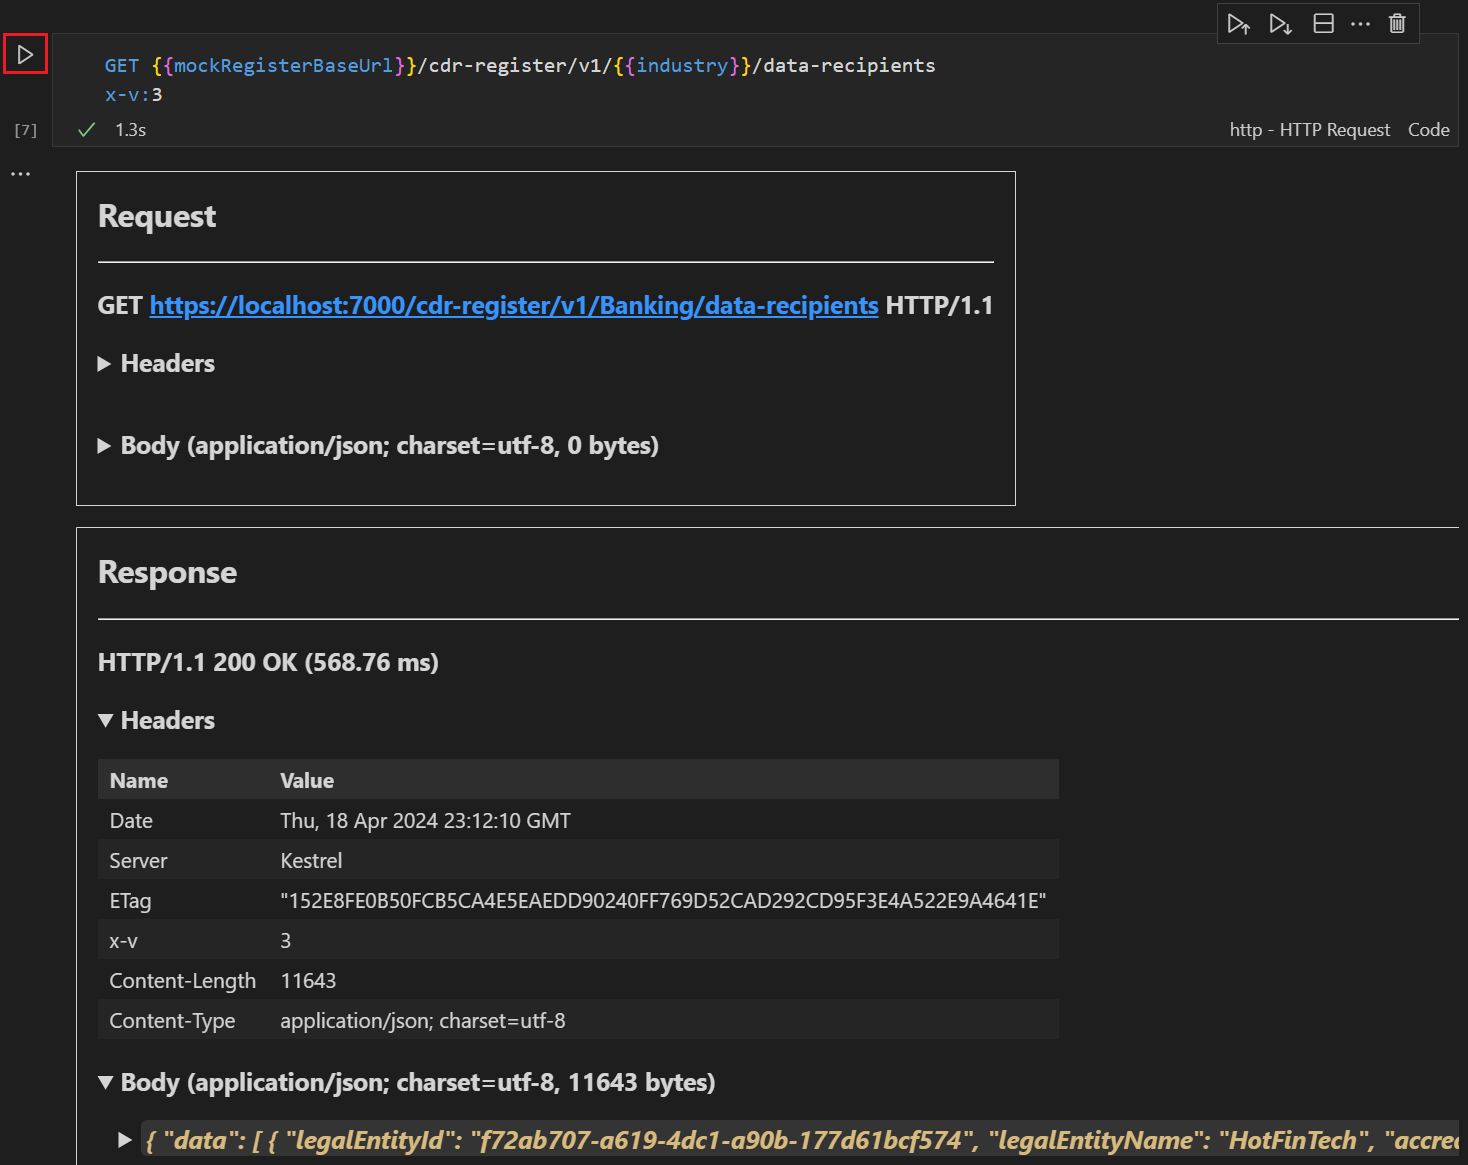 GET {{mockRegisterBaseUrl}}/cdr-register/v1/{{industry}}/data-recipients
x-v:3
[7] 1.3s http - HTTP Request Code
Request
GET https://localhost:7000/cdr-register/v1/Banking/data-recipients HTTP/1.1
Headers
Body (application/json; charset=utf-8, 0 bytes)
Response
HTTP/1.1 200 OK (568.76 ms)
Headers
Name Value
Date Thu, 18 Apr 2024 23:12:10 GMT
Server Kestrel
ETag "152E8FE0B50FCB5CA4E5EAEDD90240FF769D52CAD292CD95F3E4A522E9A4641E"
x-v 3
Content-Length 11643
Content-Type application/json; charset=utf-8
Body (application/json; charset=utf-8, 11643 bytes)
{ "data": [ { "legalEntityId": "f72ab707-a619-4dc1-a90b-177d61bcf574", "legalEntityName": "HotFinTech", "accred